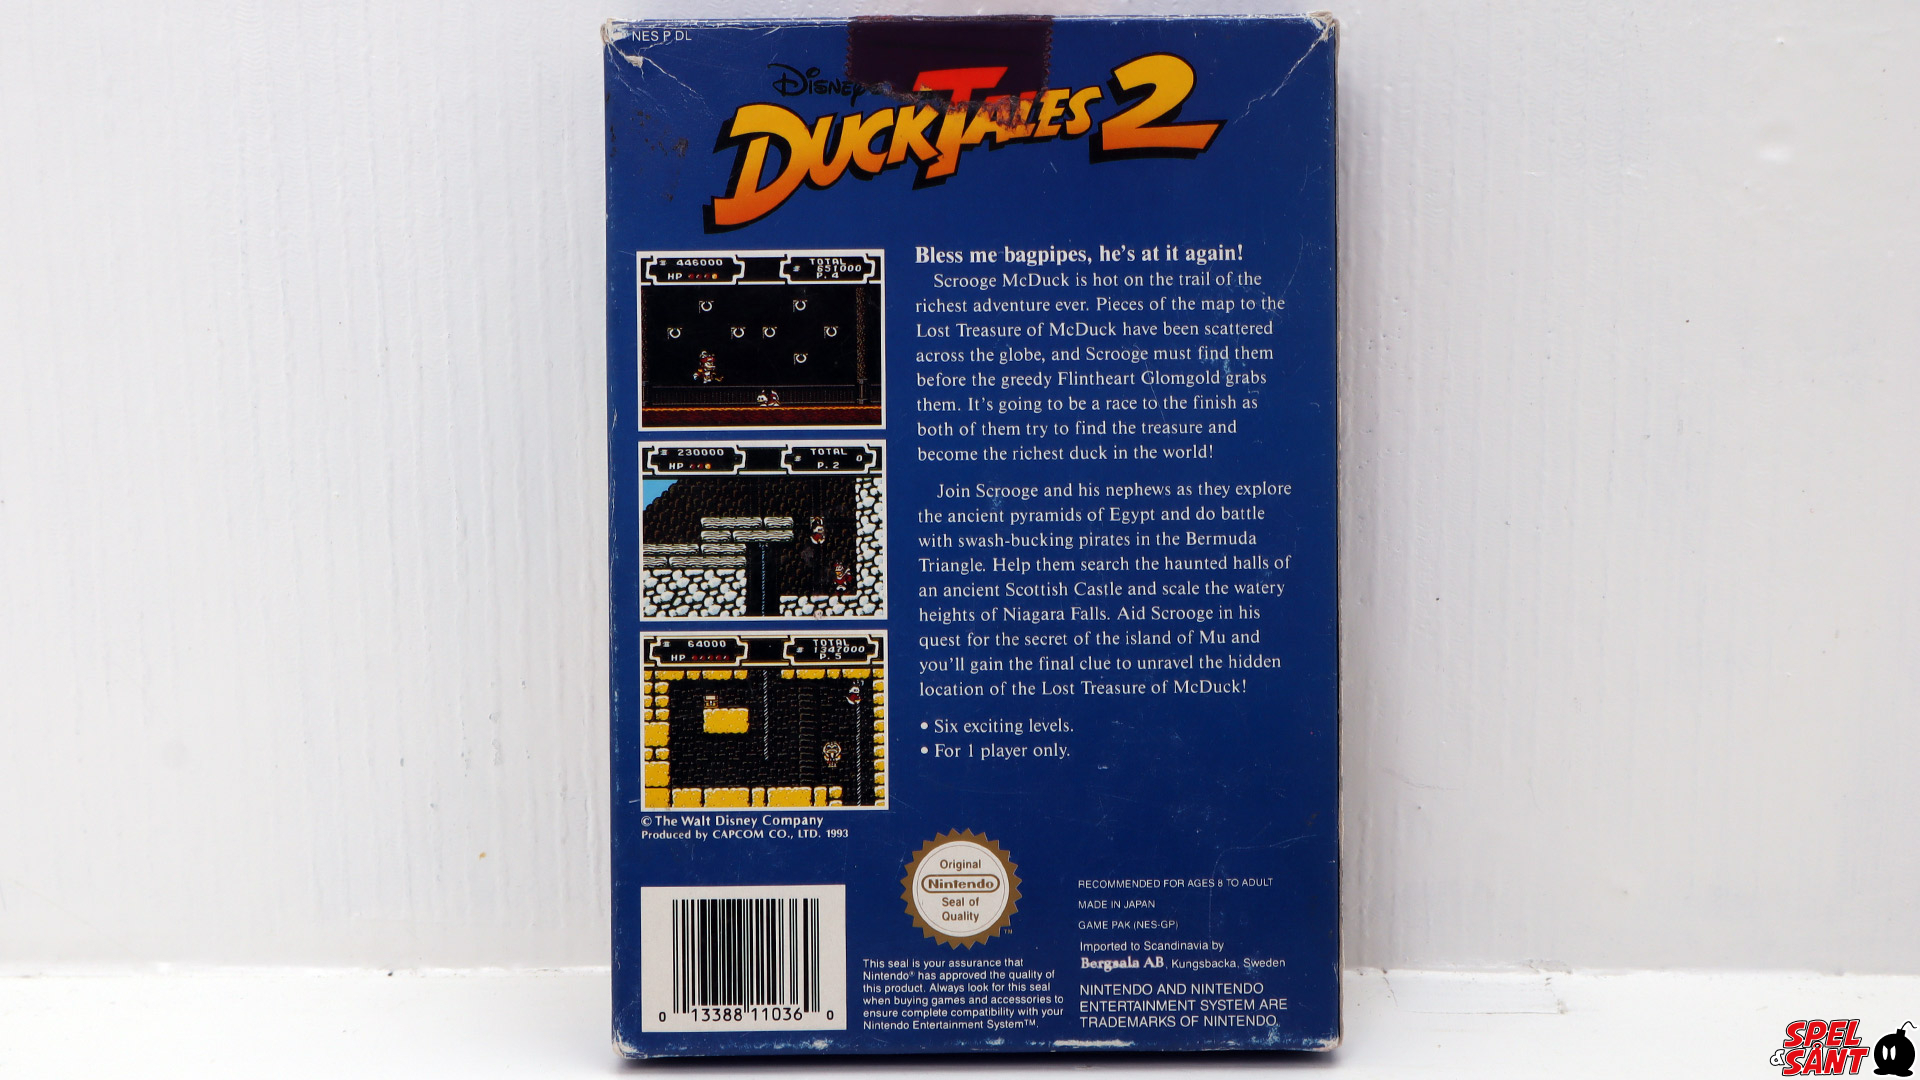 NES P DL
Disney's
DUCKTALES 2
446000
HP
TOTAL
651000
P.4
230000
HP
TOTAL
0
P.2
64000
HP
TOTAL
1347000
P.5
© The Walt Disney Company
Produced by CAPCOM CO., LTD. 1993
Bless me bagpipes, he's at it again!
Scrooge McDuck is hot on the trail of the
richest adventure ever. Pieces of the map to the
Lost Treasure of McDuck have been scattered
across the globe, and Scrooge must find them
before the greedy Flintheart Glomgold grabs
them. It's going to be a race to the finish as
both of them try to find the treasure and
become the richest duck in the world!
Join Scrooge and his nephews as they explore
the ancient pyramids of Egypt and do battle
with swash-bucking pirates in the Bermuda
Triangle. Help them search the haunted halls of
an ancient Scottish Castle and scale the watery
heights of Niagara Falls. Aid Scrooge in his
quest for the secret of the island of Mu and
you'll gain the final clue to unravel the hidden
location of the Lost Treasure of McDuck!
• Six exciting levels.
• For 1 player only.
0 13388 11036 0
Original
Nintendo
Seal of
Quality
TM
This seal is your assurance that
Nintendo® has approved the quality of
this product. Always look for this seal
when buying games and accessories to
ensure complete compatibility with your
Nintendo Entertainment System™.
RECOMMENDED FOR AGES 8 TO ADULT
MADE IN JAPAN
GAME PAK (NES-GP)
Imported to Scandinavia by
Bergsala AB, Kungsbacka, Sweden
NINTENDO AND NINTENDO
ENTERTAINMENT SYSTEM ARE
TRADEMARKS OF NINTENDO.
SPEL
& SÅNT